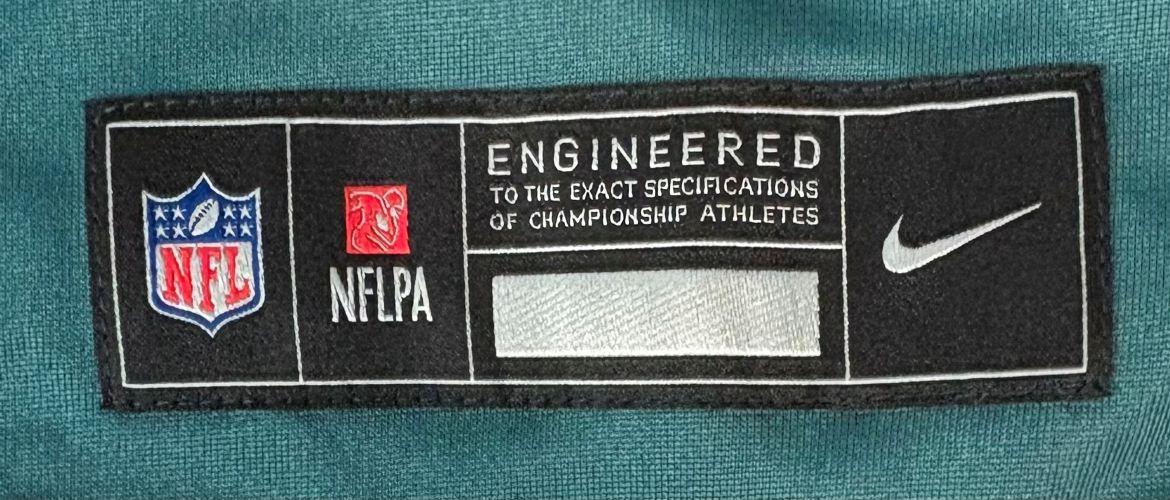 NFL
NFLPA
ENGINEERED
TO THE EXACT SPECIFICATIONS
OF CHAMPIONSHIP ATHLETES